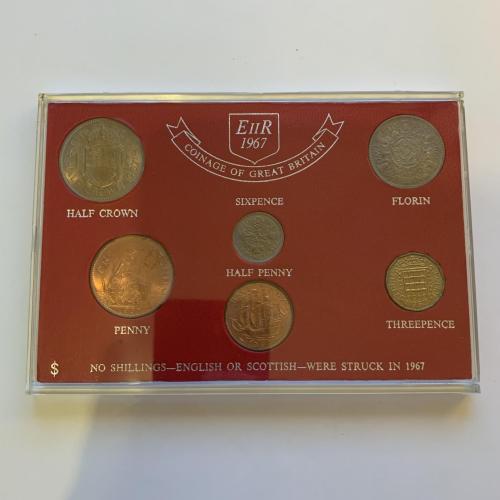 EIIR
1967
COINAGE OF GREAT BRITAIN
HALF CROWN
SIXPENCE
FLORIN
HALF PENNY
PENNY
THREEPENCE
$ NO SHILLINGS—ENGLISH OR SCOTTISH—WERE STRUCK IN 1967